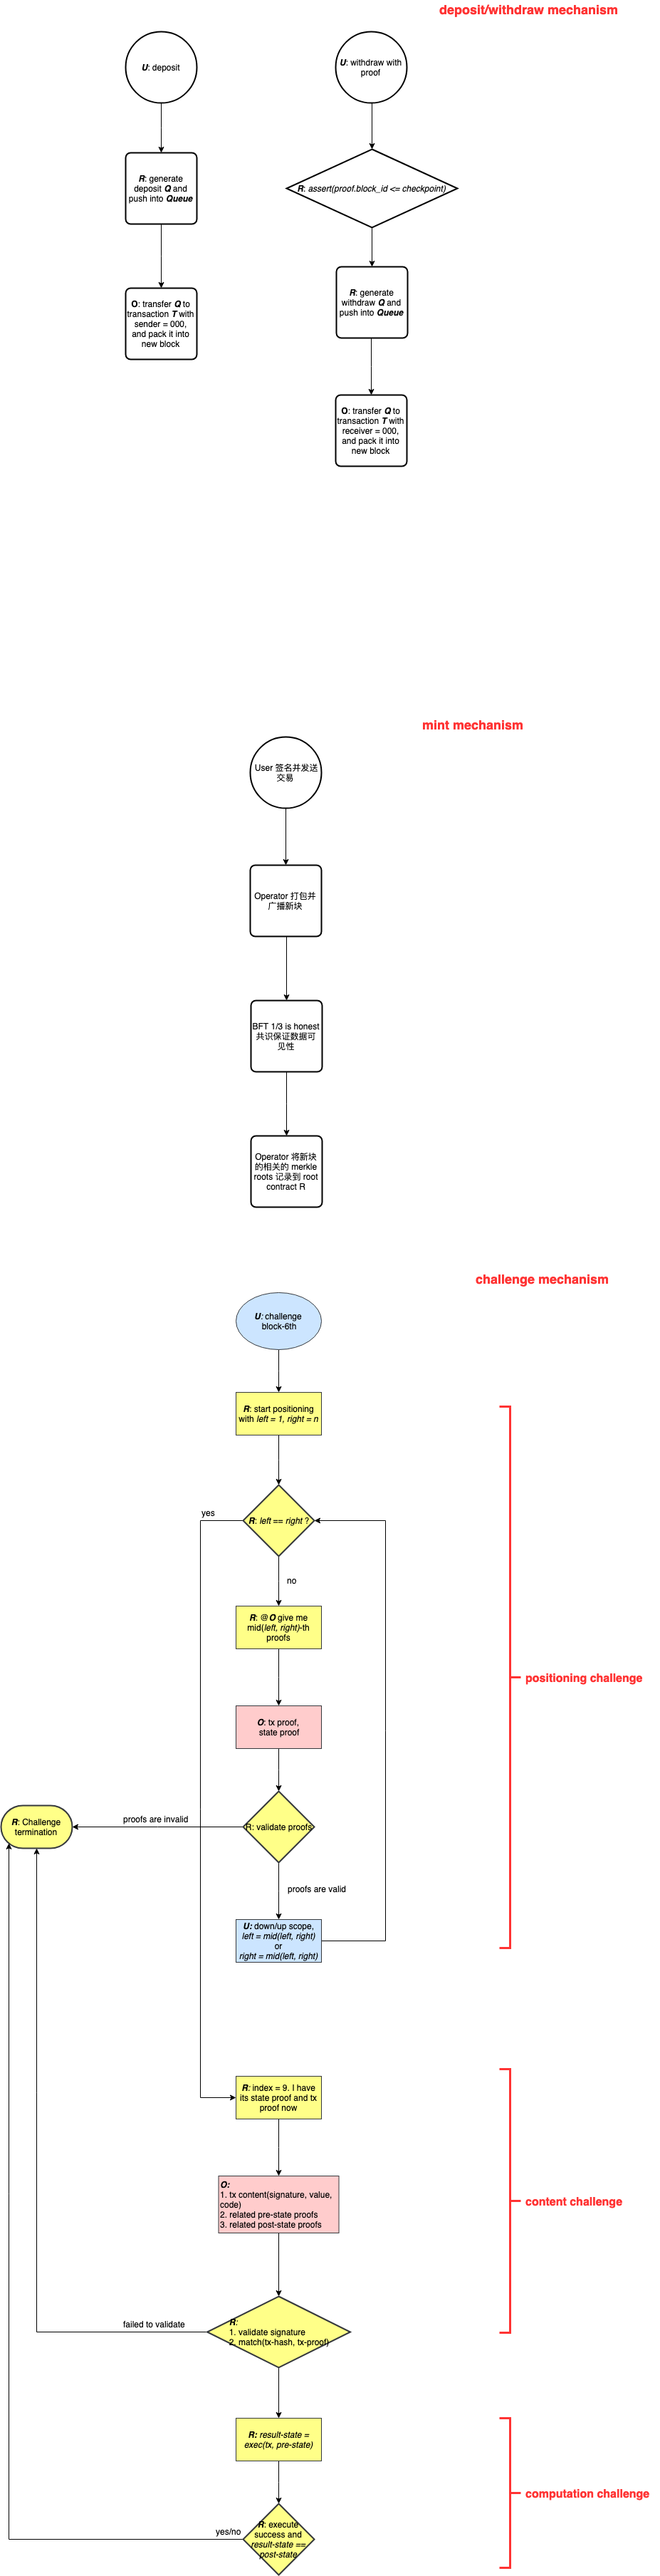 deposit/withdraw mechanism
U: deposit
U: withdraw with
proof
R: generate
deposit Q and
push into Queue
R: assert(proof.block_id <= checkpoint)
O: transfer Q to
transaction T with
sender = 000,
and pack it into
new block
R: generate
withdraw Q and
push into Queue
O: transfer Q to
transaction T with
receiver = 000,
and pack it into
new block
mint mechanism
User 签名并发送
交易
Operator 打包并
广播新块
BFT 1/3 is honest
共识保证数据可
见性
Operator 将新块
的相关的 merkle
roots 记录到 root
contract R
challenge mechanism
U: challenge
block-6th
R: start positioning
with left = 1, right = n
yes
R: left == right ?
no
R: @O give me
mid(left, right)-th
proofs
positioning challenge
O: tx proof,
state proof
R: Challenge
termination
proofs are invalid
R: validate proofs
proofs are valid
U: down/up scope,
left = mid(left, right)
or
right = mid(left, right)
R: index = 9. I have
its state proof and tx
proof now
O:
1. tx content(signature, value,
code)
2. related pre-state proofs
3. related post-state proofs
content challenge
failed to validate
R:
1. validate signature
2. match(tx-hash, tx-proof)
R: result-state =
exec(tx, pre-state)
computation challenge
yes/no
R: execute
success and
result-state ==
post-state